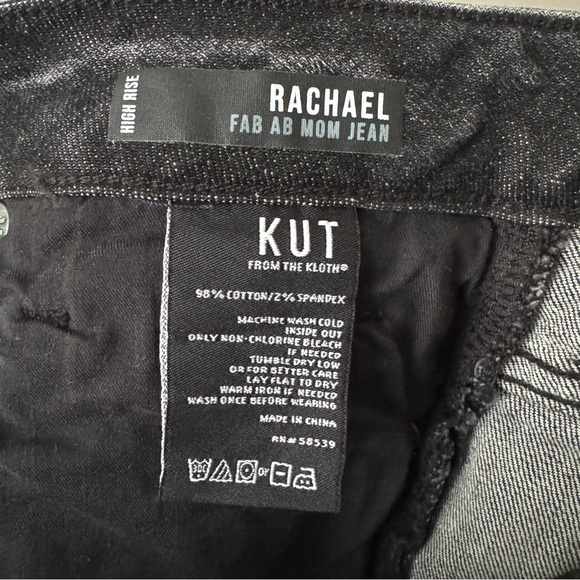 HIGH RISE
RACHAEL
FAB AB MOM JEAN
KUT
FROM THE KLOTH®
98% COTTON/2% SPANDEX
MACHINE WASH COLD
INSIDE OUT
ONLY NON-CHLORINE BLEACH
IF NEEDED
TUMBLE DRY LOW
OR FOR BETTER CARE
LAY FLAT TO DRY
WARM IRON IF NEEDED
WASH ONCE BEFORE WEARING
MADE IN CHINA
RN# 58539
30C or